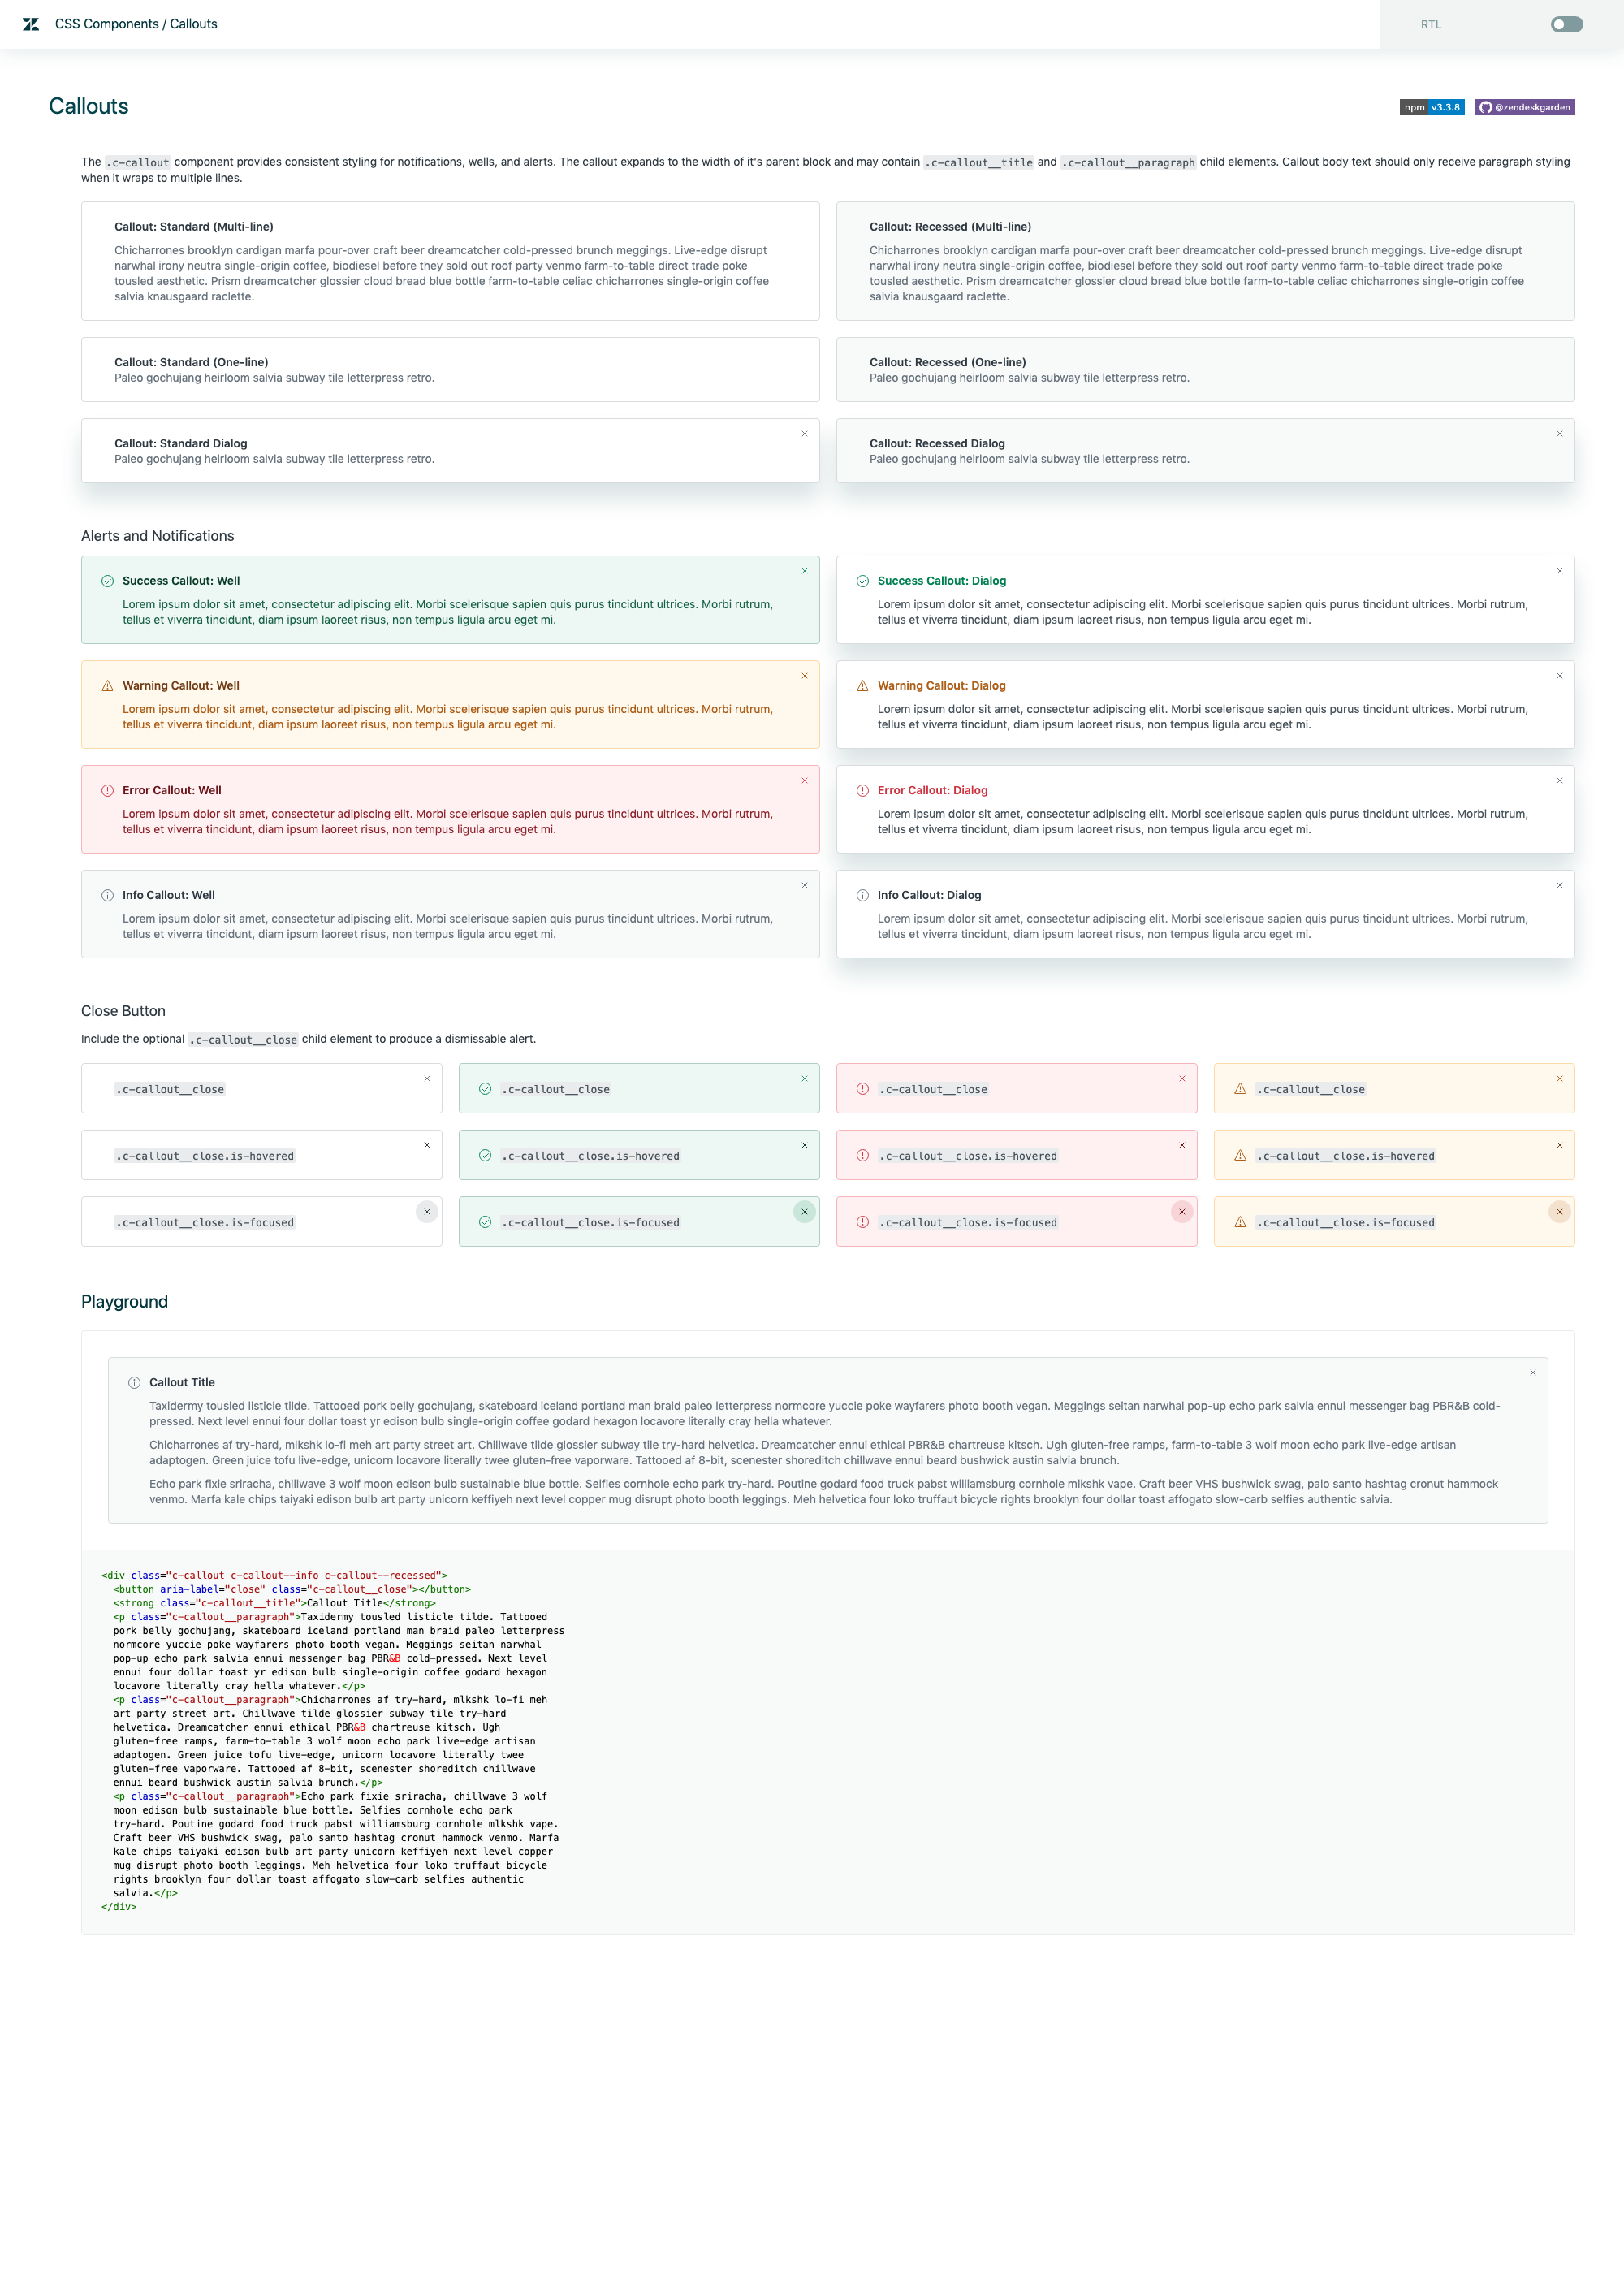 CSS Components / Callouts
RTL
Callouts
npm v3.3.8
@zendeskgarden
The .c-callout component provides consistent styling for notifications, wells, and alerts. The callout expands to the width of it's parent block and may contain .c-callout__title and .c-callout__paragraph child elements. Callout body text should only receive paragraph styling
when it wraps to multiple lines.
Callout: Standard (Multi-line)
Chicharrones brooklyn cardigan marfa pour-over craft beer dreamcatcher cold-pressed brunch meggings. Live-edge disrupt
narwhal irony neutra single-origin coffee, biodiesel before they sold out roof party venmo farm-to-table direct trade poke
tousled aesthetic. Prism dreamcatcher glossier cloud bread blue bottle farm-to-table celiac chicharrones single-origin coffee
salvia knausgaard raclette.
Callout: Recessed (Multi-line)
Chicharrones brooklyn cardigan marfa pour-over craft beer dreamcatcher cold-pressed brunch meggings. Live-edge disrupt
narwhal irony neutra single-origin coffee, biodiesel before they sold out roof party venmo farm-to-table direct trade poke
tousled aesthetic. Prism dreamcatcher glossier cloud bread blue bottle farm-to-table celiac chicharrones single-origin coffee
salvia knausgaard raclette.
Callout: Standard (One-line)
Paleo gochujang heirloom salvia subway tile letterpress retro.
Callout: Recessed (One-line)
Paleo gochujang heirloom salvia subway tile letterpress retro.
Callout: Standard Dialog
Paleo gochujang heirloom salvia subway tile letterpress retro.
Callout: Recessed Dialog
Paleo gochujang heirloom salvia subway tile letterpress retro.
Alerts and Notifications
Success Callout: Well
Lorem ipsum dolor sit amet, consectetur adipiscing elit. Morbi scelerisque sapien quis purus tincidunt ultrices. Morbi rutrum,
tellus et viverra tincidunt, diam ipsum laoreet risus, non tempus ligula arcu eget mi.
Success Callout: Dialog
Lorem ipsum dolor sit amet, consectetur adipiscing elit. Morbi scelerisque sapien quis purus tincidunt ultrices. Morbi rutrum,
tellus et viverra tincidunt, diam ipsum laoreet risus, non tempus ligula arcu eget mi.
Warning Callout: Well
Lorem ipsum dolor sit amet, consectetur adipiscing elit. Morbi scelerisque sapien quis purus tincidunt ultrices. Morbi rutrum,
tellus et viverra tincidunt, diam ipsum laoreet risus, non tempus ligula arcu eget mi.
Warning Callout: Dialog
Lorem ipsum dolor sit amet, consectetur adipiscing elit. Morbi scelerisque sapien quis purus tincidunt ultrices. Morbi rutrum,
tellus et viverra tincidunt, diam ipsum laoreet risus, non tempus ligula arcu eget mi.
Error Callout: Well
Lorem ipsum dolor sit amet, consectetur adipiscing elit. Morbi scelerisque sapien quis purus tincidunt ultrices. Morbi rutrum,
tellus et viverra tincidunt, diam ipsum laoreet risus, non tempus ligula arcu eget mi.
Error Callout: Dialog
Lorem ipsum dolor sit amet, consectetur adipiscing elit. Morbi scelerisque sapien quis purus tincidunt ultrices. Morbi rutrum,
tellus et viverra tincidunt, diam ipsum laoreet risus, non tempus ligula arcu eget mi.
Info Callout: Well
Lorem ipsum dolor sit amet, consectetur adipiscing elit. Morbi scelerisque sapien quis purus tincidunt ultrices. Morbi rutrum,
tellus et viverra tincidunt, diam ipsum laoreet risus, non tempus ligula arcu eget mi.
Info Callout: Dialog
Lorem ipsum dolor sit amet, consectetur adipiscing elit. Morbi scelerisque sapien quis purus tincidunt ultrices. Morbi rutrum,
tellus et viverra tincidunt, diam ipsum laoreet risus, non tempus ligula arcu eget mi.
Close Button
Include the optional .c-callout__close child element to produce a dismissable alert.
.c-callout__close
.c-callout__close
.c-callout__close
.c-callout__close
.c-callout__close.is-hovered
.c-callout__close.is-hovered
.c-callout__close.is-hovered
.c-callout__close.is-hovered
.c-callout__close.is-focused
.c-callout__close.is-focused
.c-callout__close.is-focused
.c-callout__close.is-focused
Playground
Callout Title
Taxidermy tousled listicle tilde. Tattooed pork belly gochujang, skateboard iceland portland man braid paleo letterpress normcore yuccie poke wayfarers photo booth vegan. Meggings seitan narwhal pop-up echo park salvia ennui messenger bag PBR&B cold-
pressed. Next level ennui four dollar toast yr edison bulb single-origin coffee godard hexagon locavore literally cray hella whatever.
Chicharrones af try-hard, mlkshk lo-fi meh art party street art. Chillwave tilde glossier subway tile try-hard helvetica. Dreamcatcher ennui ethical PBR&B chartreuse kitsch. Ugh gluten-free ramps, farm-to-table 3 wolf moon echo park live-edge artisan
adaptogen. Green juice tofu live-edge, unicorn locavore literally twee gluten-free vaporware. Tattooed af 8-bit, scenester shoreditch chillwave ennui beard bushwick austin salvia brunch.
Echo park fixie sriracha, chillwave 3 wolf moon edison bulb sustainable blue bottle. Selfies cornhole echo park try-hard. Poutine godard food truck pabst williamsburg cornhole mlkshk vape. Craft beer VHS bushwick swag, palo santo hashtag cronut hammock
venmo. Marfa kale chips taiyaki edison bulb art party unicorn keffiyeh next level copper mug disrupt photo booth leggings. Meh helvetica four loko truffaut bicycle rights brooklyn four dollar toast affogato slow-carb selfies authentic salvia.
<div class="c-callout c-callout--info c-callout--recessed">
<button aria-label="close" class="c-callout__close"></button>
<strong class="c-callout__title">Callout Title</strong>
<p class="c-callout__paragraph">Taxidermy tousled listicle tilde. Tattooed
pork belly gochujang, skateboard iceland portland man braid paleo letterpress
normcore yuccie poke wayfarers photo booth vegan. Meggings seitan narwhal
pop-up echo park salvia ennui messenger bag PBR&B cold-pressed. Next level
ennui four dollar toast yr edison bulb single-origin coffee godard hexagon
locavore literally cray hella whatever.</p>
<p class="c-callout__paragraph">Chicharrones af try-hard, mlkshk lo-fi meh
art party street art. Chillwave tilde glossier subway tile try-hard
helvetica. Dreamcatcher ennui ethical PBR&B chartreuse kitsch. Ugh
gluten-free ramps, farm-to-table 3 wolf moon echo park live-edge artisan
adaptogen. Green juice tofu live-edge, unicorn locavore literally twee
gluten-free vaporware. Tattooed af 8-bit, scenester shoreditch chillwave
ennui beard bushwick austin salvia brunch.</p>
<p class="c-callout__paragraph">Echo park fixie sriracha, chillwave 3 wolf
moon edison bulb sustainable blue bottle. Selfies cornhole echo park
try-hard. Poutine godard food truck pabst williamsburg cornhole mlkshk vape.
Craft beer VHS bushwick swag, palo santo hashtag cronut hammock venmo. Marfa
kale chips taiyaki edison bulb art party unicorn keffiyeh next level copper
mug disrupt photo booth leggings. Meh helvetica four loko truffaut bicycle
rights brooklyn four dollar toast affogato slow-carb selfies authentic
salvia.</p>
</div>